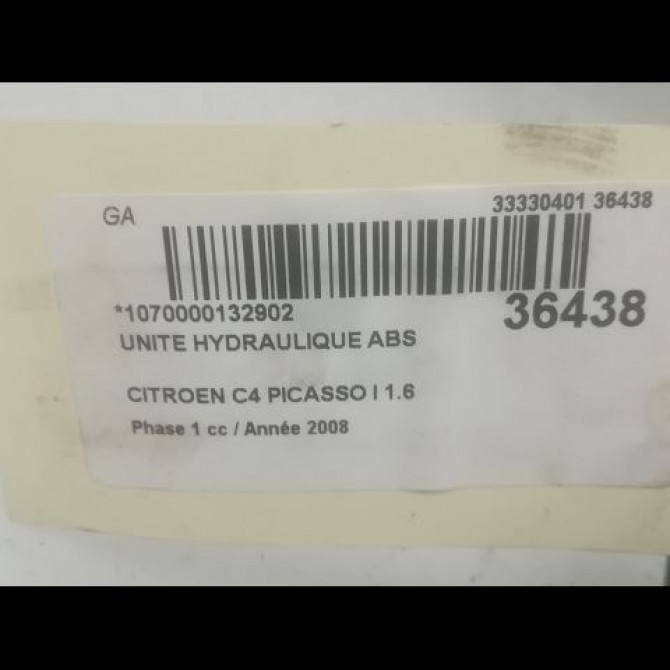 GA
33330401 36438
*1070000132902
36438
UNITE HYDRAULIQUE ABS
CITROEN C4 PICASSO I 1.6
Phase 1 cc / Année 2008